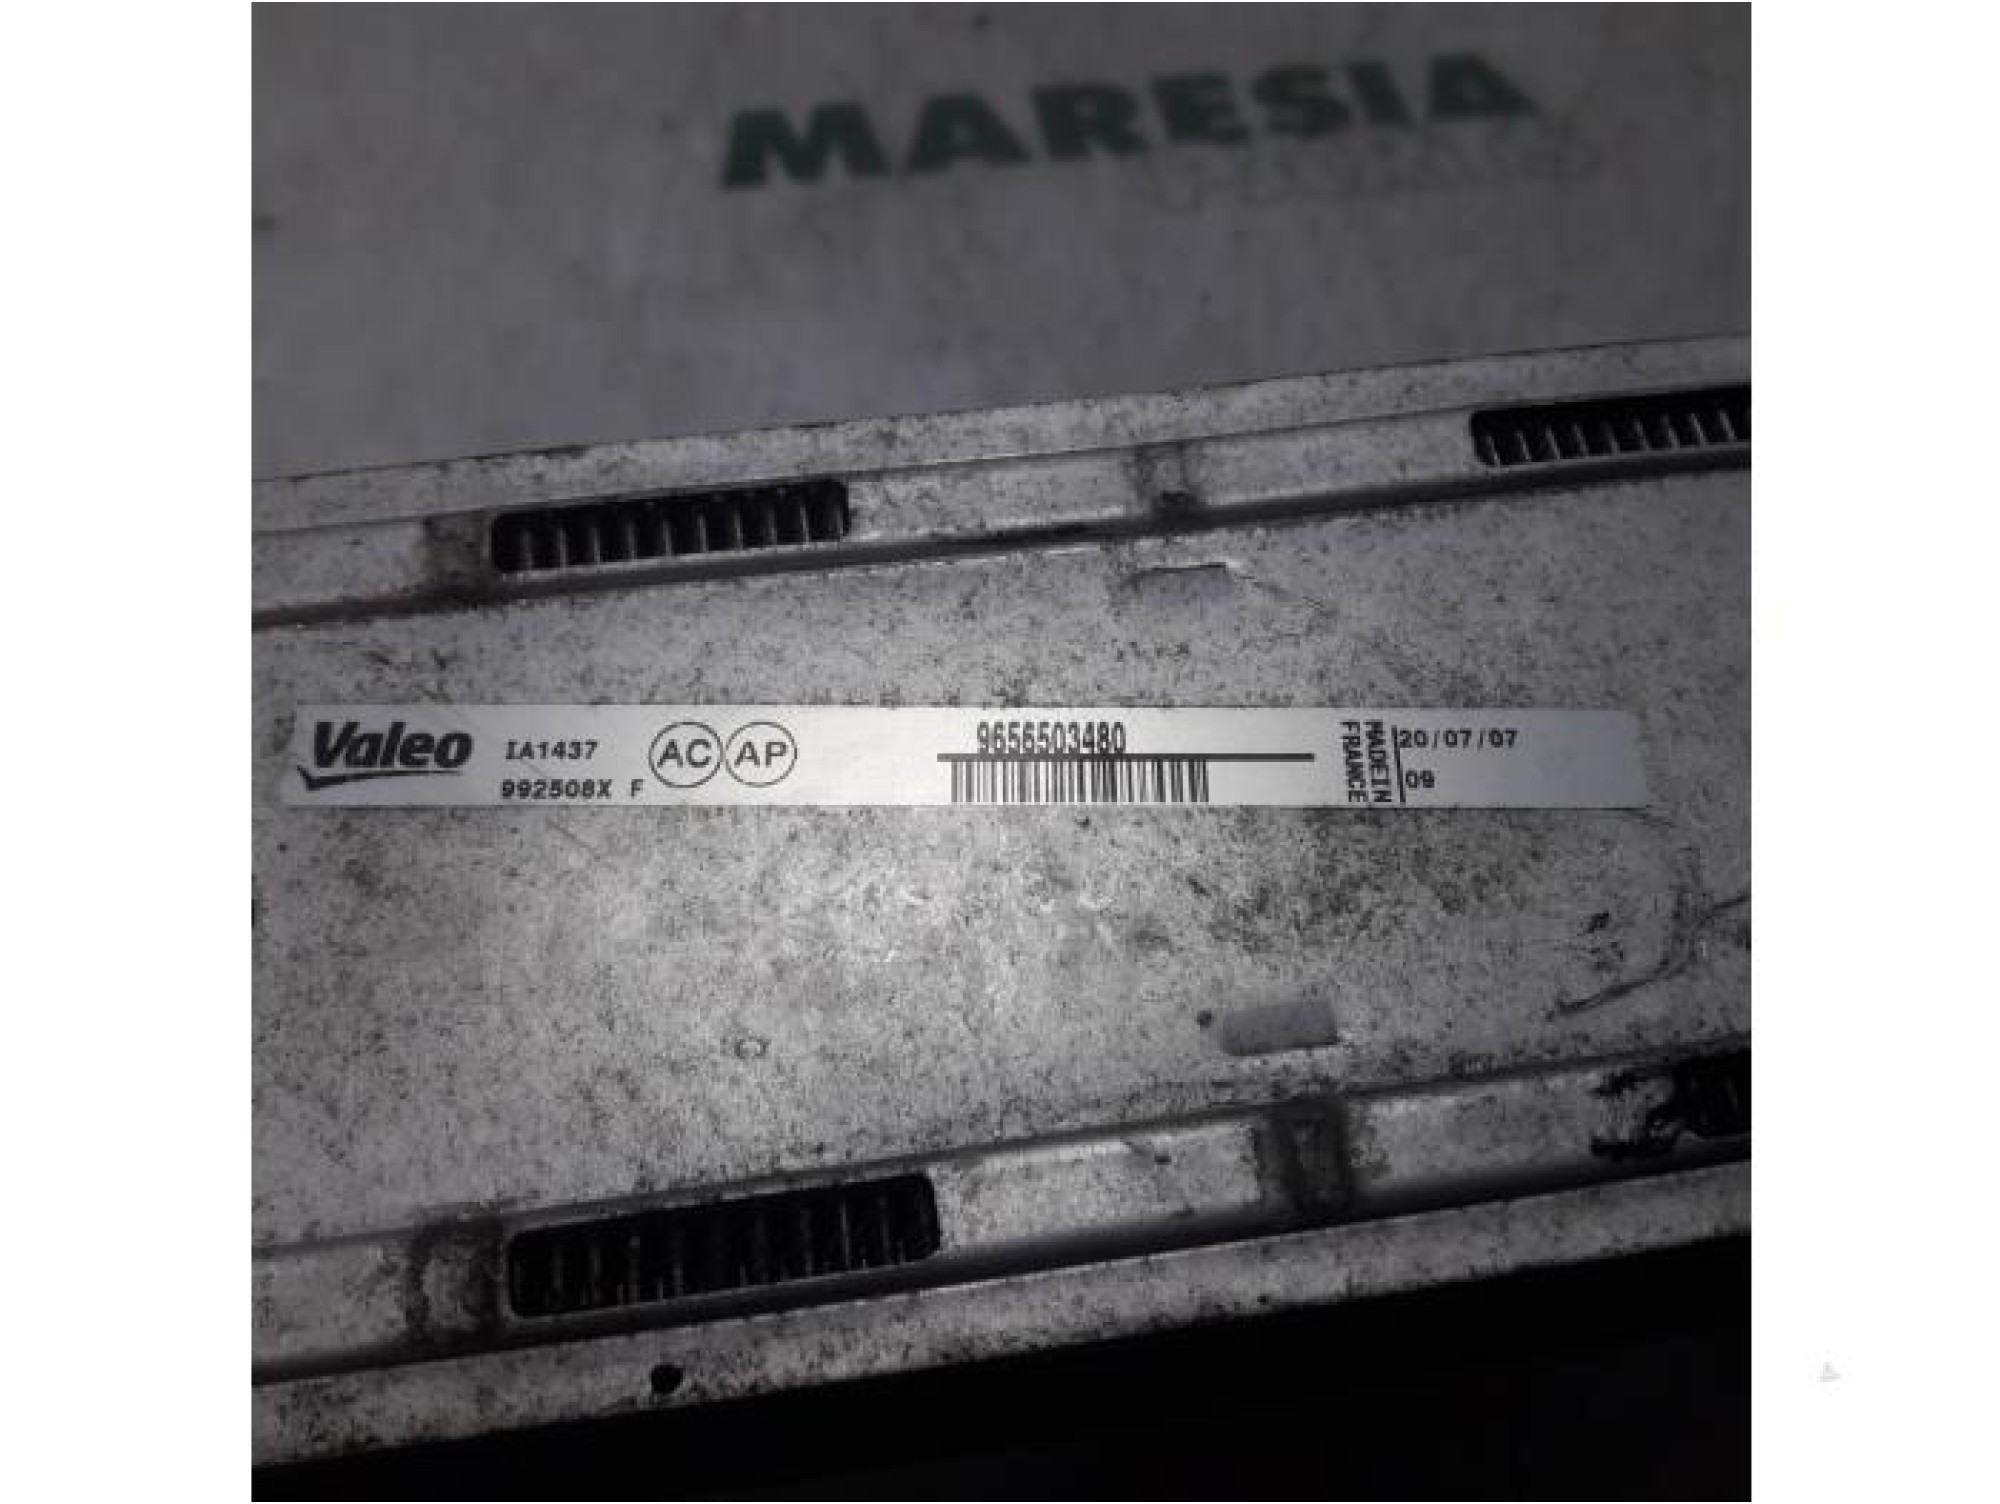 MARESIA
Valeo IA1437 AC AP 9656503480 MADE IN FRANCE 20/07/07
992508X F 09